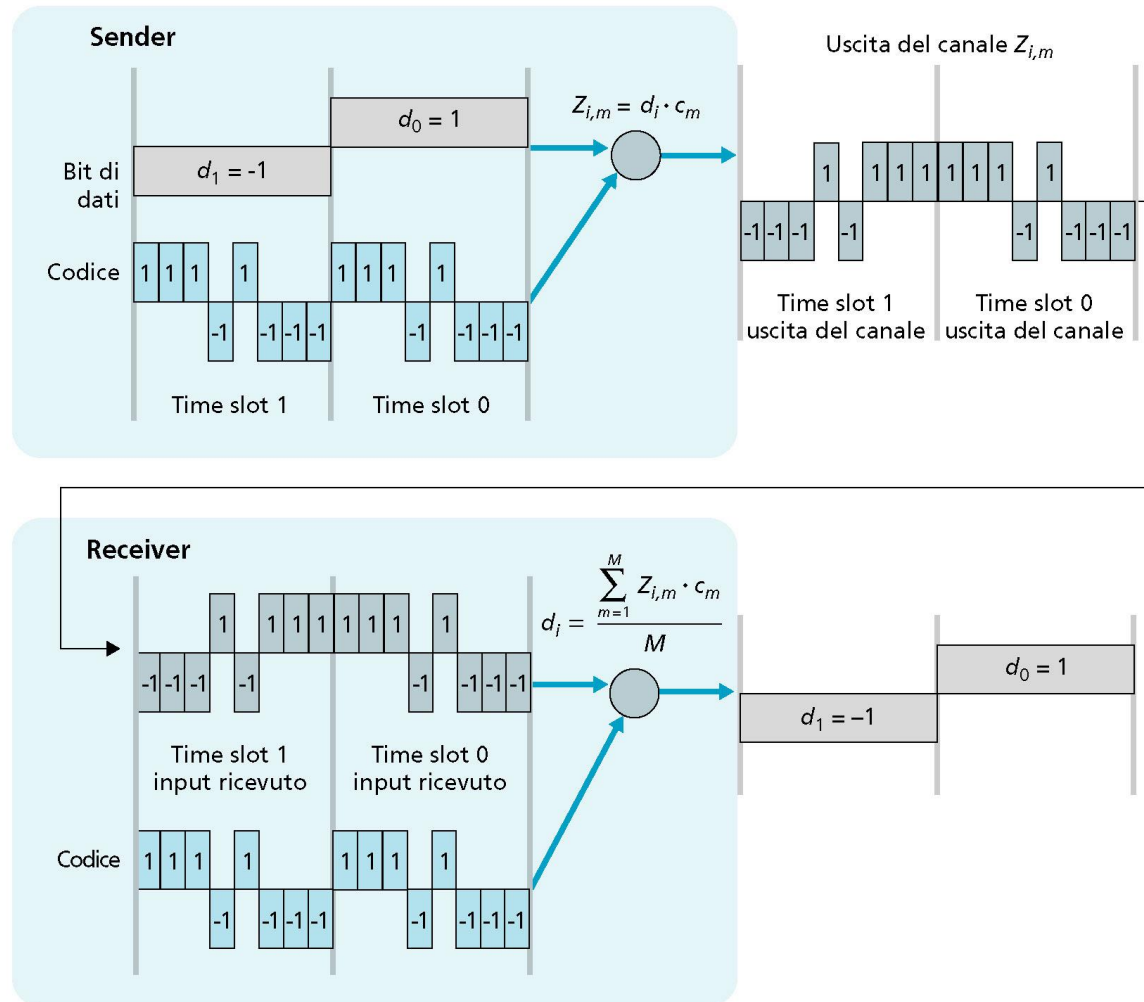 Sender
Uscita del canale Z_{i,m}
Z_{i,m} = d_i · c_m
d_0 = 1
d_1 = -1
Bit di
dati
1 1 1 1 1 1 1 1
-1 -1 -1 -1 -1 -1 -1 -1
Codice
1 1 1 1 1 1 1 1
-1 -1 -1 -1 -1 -1 -1 -1
Time slot 1
uscita del canale
Time slot 0
uscita del canale
Time slot 1 Time slot 0
Receiver
d_i = \frac{\sum_{m=1}^{M} Z_{i,m} · c_m}{M}
1 1 1 1 1 1 1 1
-1 -1 -1 -1 -1 -1 -1 -1
d_0 = 1
d_1 = –1
Time slot 1
input ricevuto
Time slot 0
input ricevuto
Codice
1 1 1 1 1 1 1 1
-1 -1 -1 -1 -1 -1 -1 -1